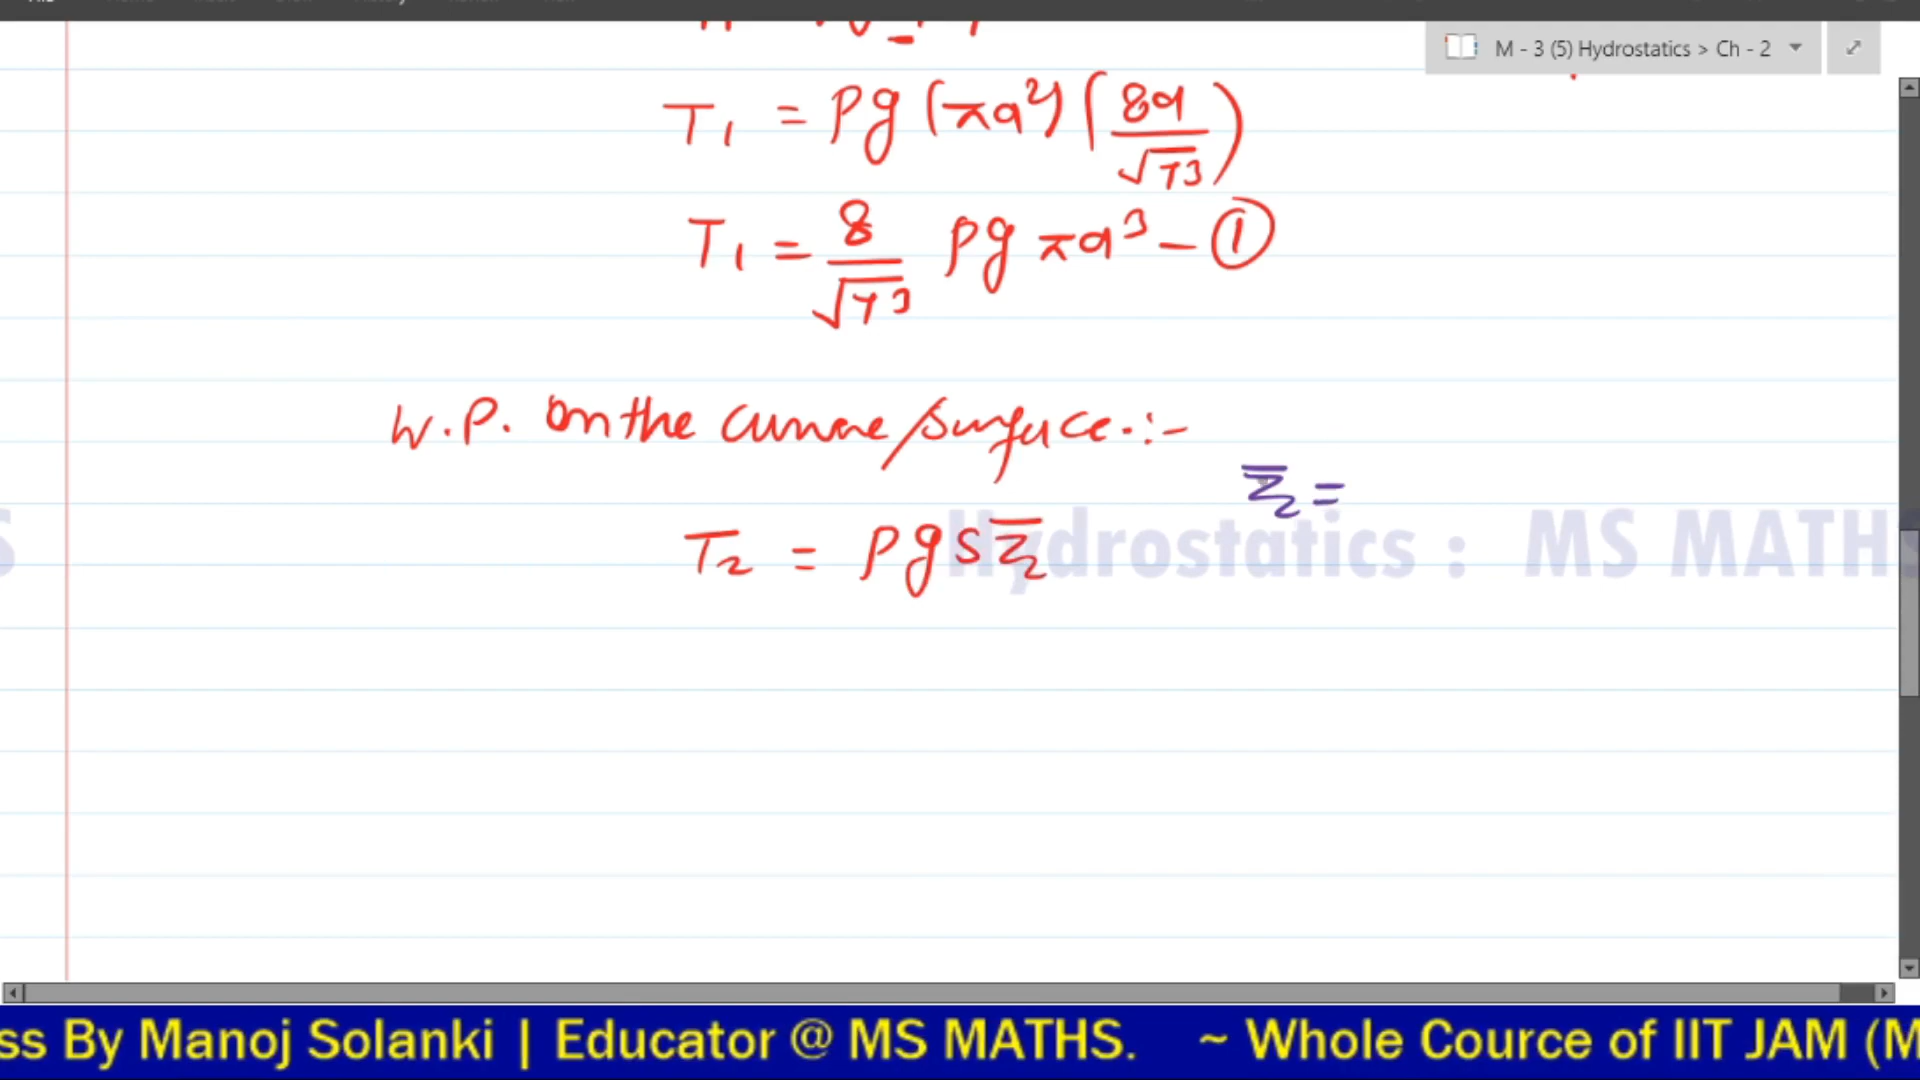 M - 3 (5) Hydrostatics > Ch - 2
T₁ = ρg (πa²) (8a/√73)
T₁ = 8/√73 ρg πa³ - ①
W.P. on the curve/surface.:-
z̄₂ =
T₂ = ρgs z̄₂
Hydrostatics : MS MATHS
ss By Manoj Solanki | Educator @ MS MATHS. ~ Whole Cource of IIT JAM (M